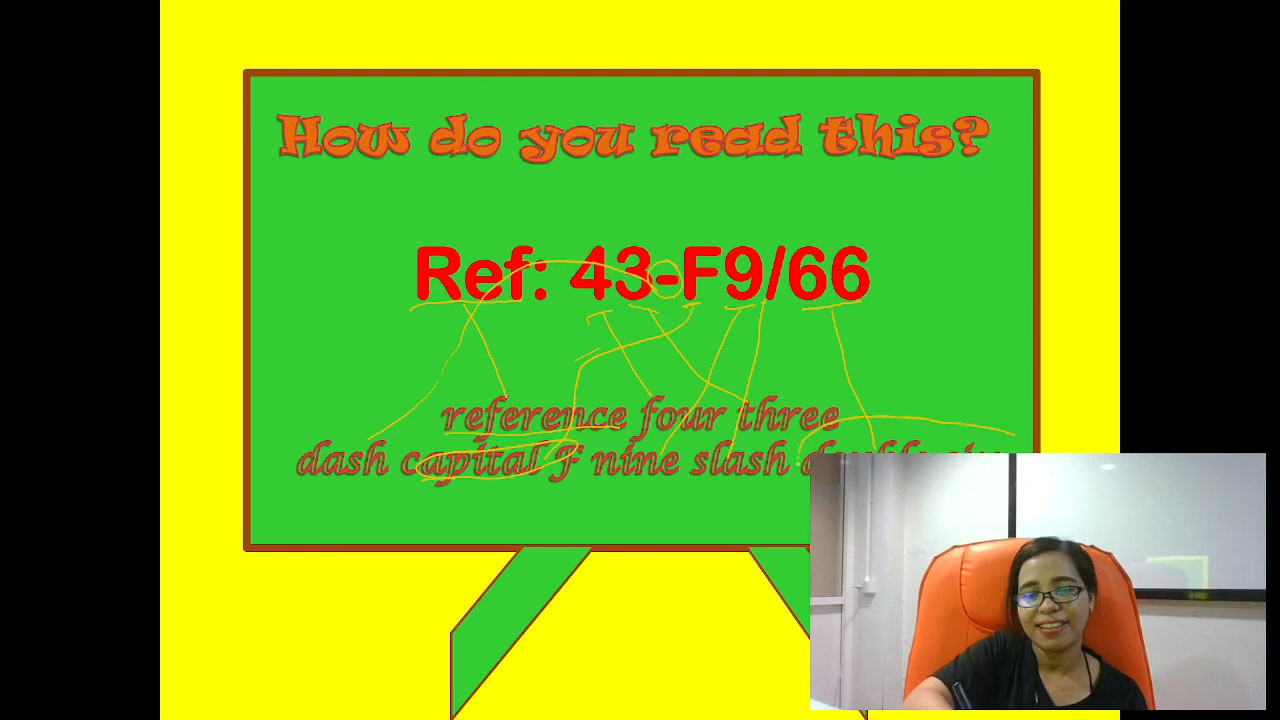 How do you read this?
Ref: 43-F9/66
reference four three
dash capital F nine slash